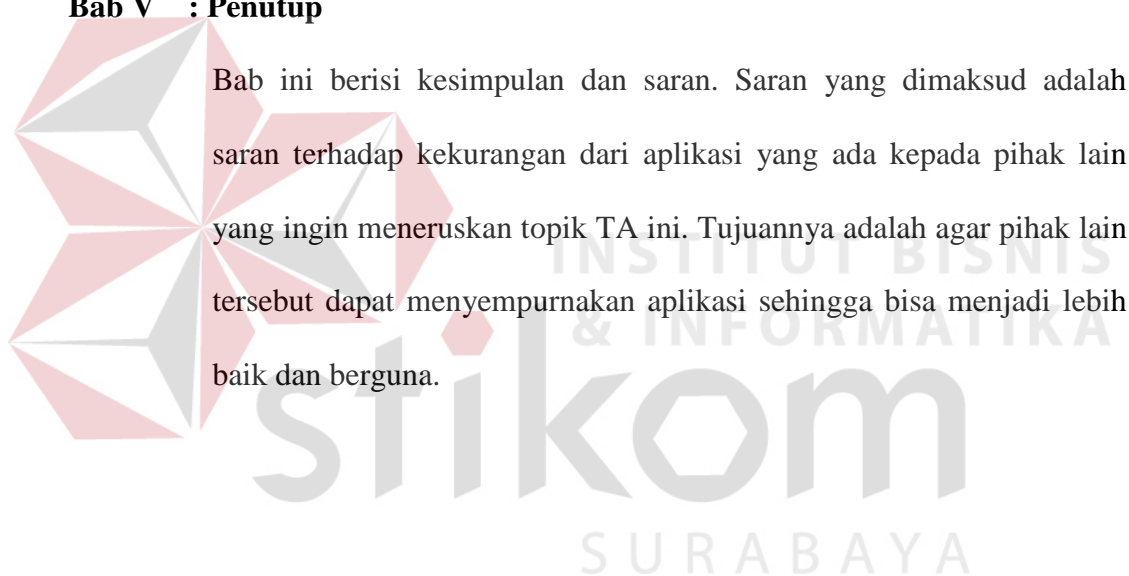 Bab V : Penutup
Bab ini berisi kesimpulan dan saran. Saran yang dimaksud adalah
saran terhadap kekurangan dari aplikasi yang ada kepada pihak lain
yang ingin meneruskan topik TA ini. Tujuannya adalah agar pihak lain
INSTITUT BISNIS
tersebut dapat menyempurnakan aplikasi sehingga bisa menjadi lebih
& INFORMATIKA
baik dan berguna.
stikom
SURABAYA